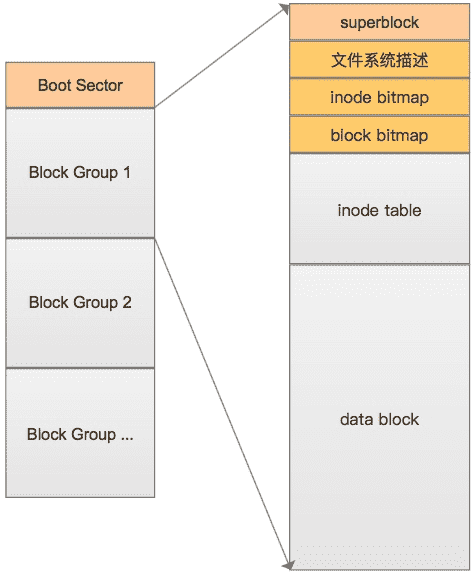 Boot Sector
Block Group 1
Block Group 2
Block Group ...
superblock
文件系统描述
inode bitmap
block bitmap
inode table
data block